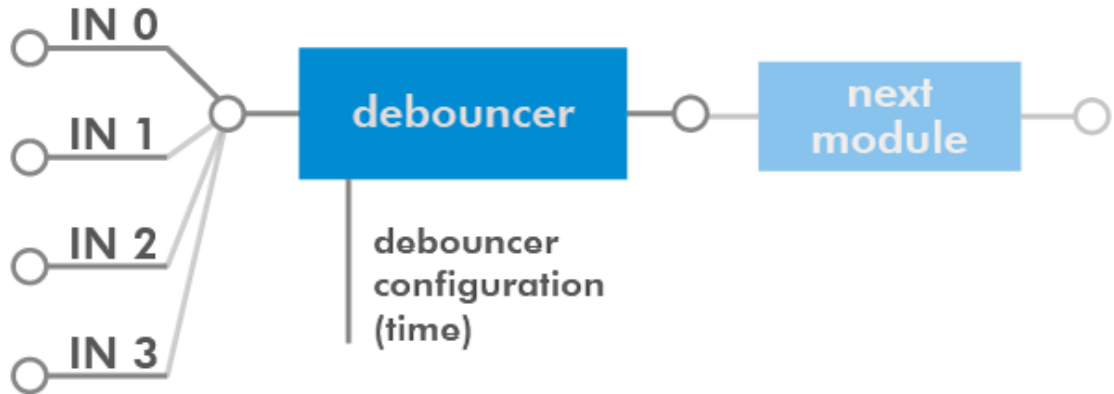 IN 0
IN 1
IN 2
IN 3
debouncer
debouncer
configuration
(time)
next
module